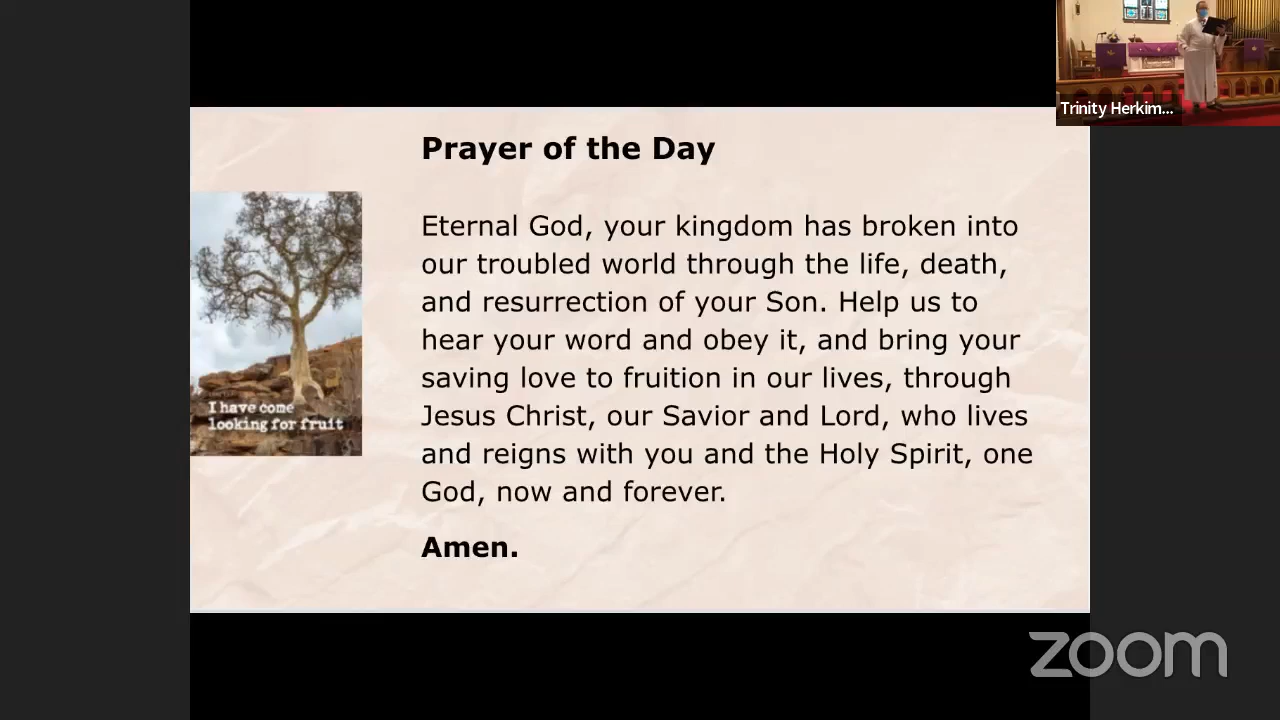 Trinity Herkim...
Prayer of the Day
Eternal God, your kingdom has broken into
our troubled world through the life, death,
and resurrection of your Son. Help us to
hear your word and obey it, and bring your
saving love to fruition in our lives, through
Jesus Christ, our Savior and Lord, who lives
and reigns with you and the Holy Spirit, one
God, now and forever.
Amen.
I have come
looking for fruit
zoom